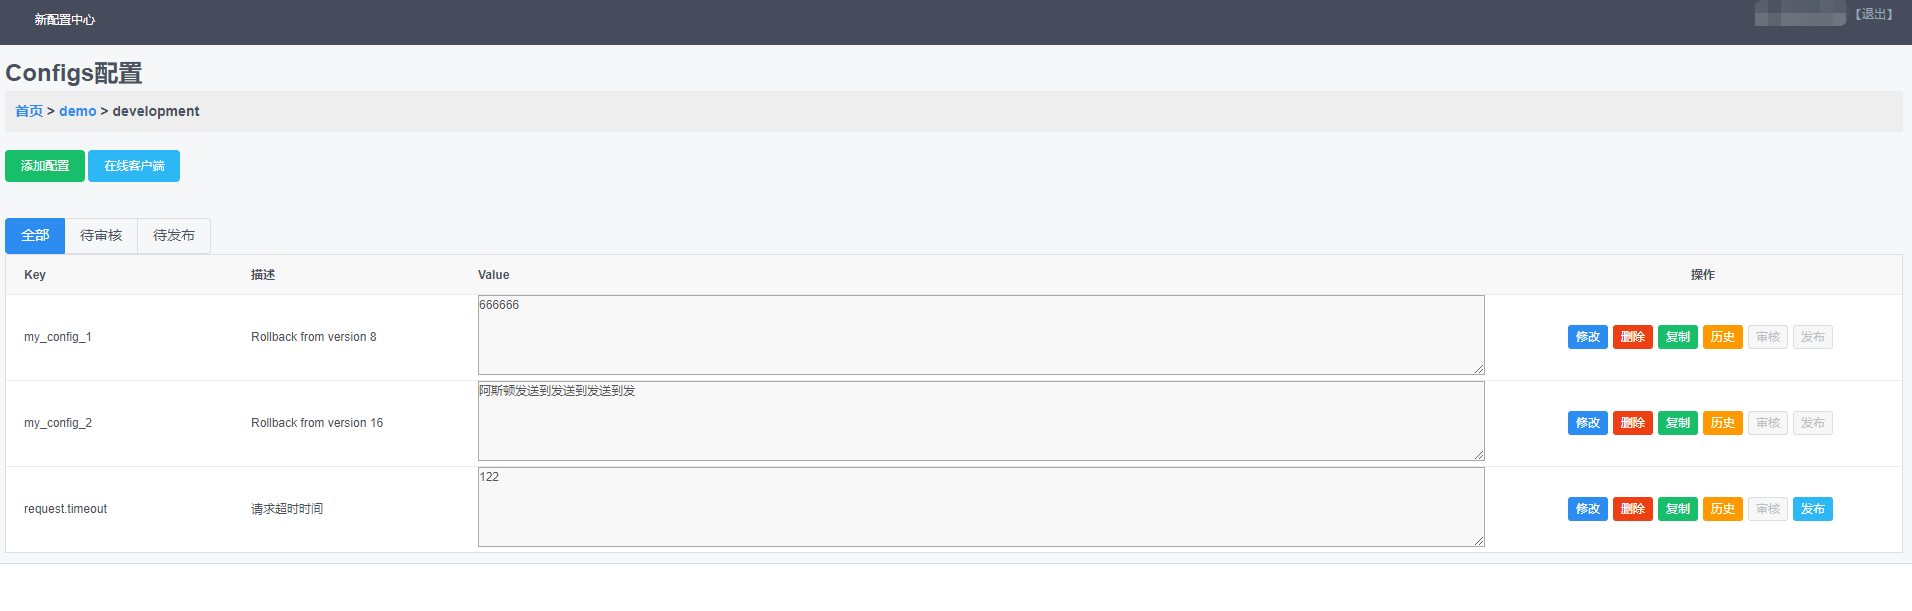 新配置中心
【退出】
Configs配置
首页 > demo > development
添加配置 在线客户端
全部 待审核 待发布
Key 描述 Value 操作
666666
my_config_1 Rollback from version 8 修改 删除 复制 历史 审核 发布
阿斯顿发送到发送到发送到发
my_config_2 Rollback from version 16 修改 删除 复制 历史 审核 发布
122
request.timeout 请求超时时间 修改 删除 复制 历史 审核 发布